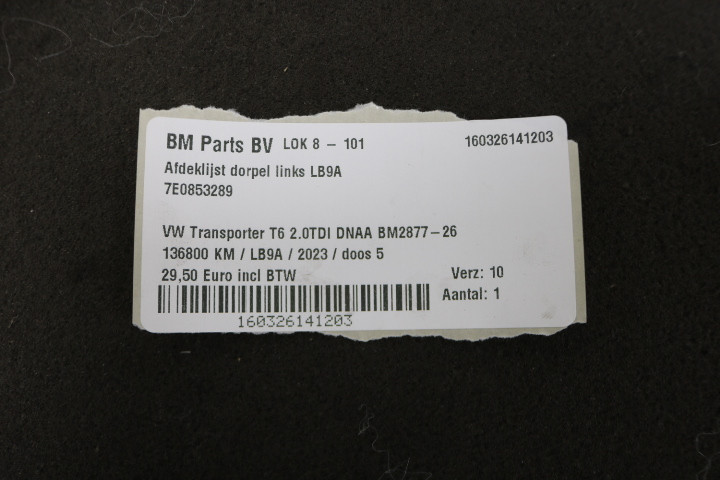 BM Parts BV LOK 8 - 101 160326141203
Afdeklijst dorpel links LB9A
7E0853289
VW Transporter T6 2.0TDI DNAA BM2877-26
136800 KM / LB9A / 2023 / doos 5
29,50 Euro incl BTW Verz: 10
Aantal: 1
160326141203